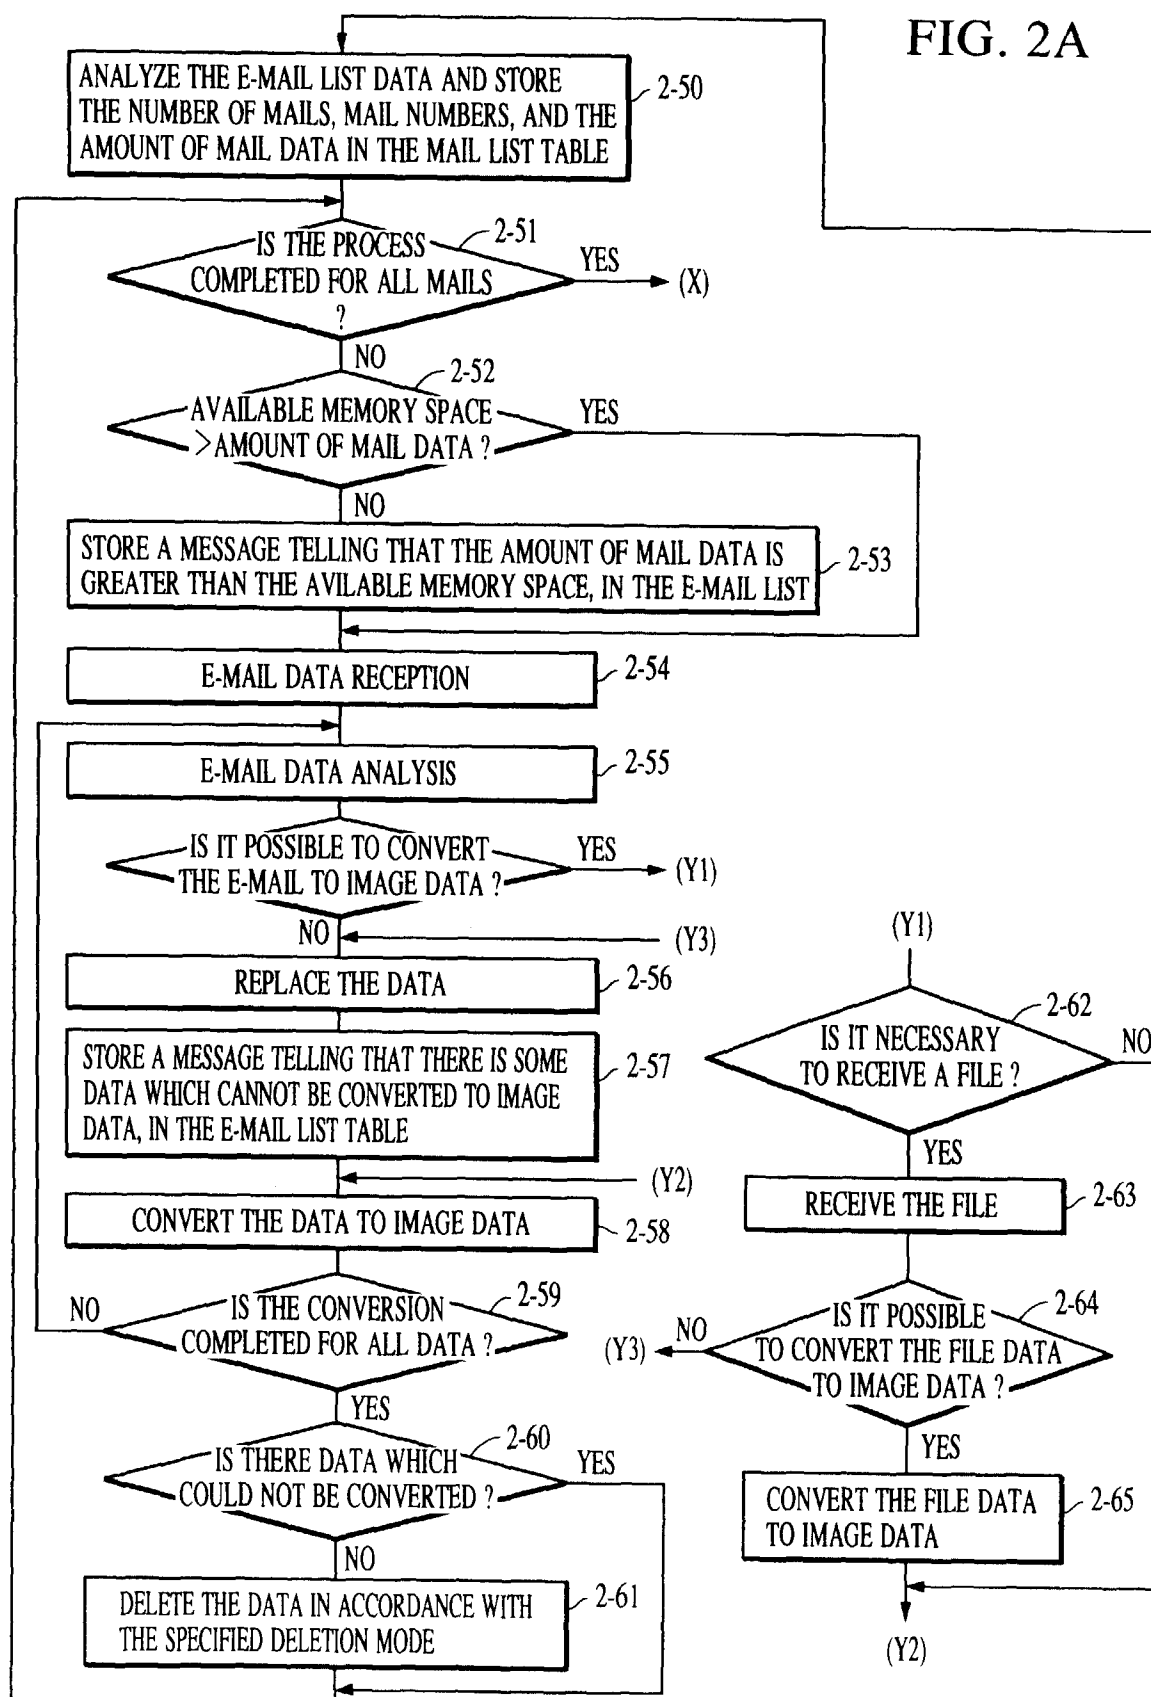 FIG. 2A
ANALYZE THE E-MAIL LIST DATA AND STORE
THE NUMBER OF MAILS, MAIL NUMBERS, AND THE
AMOUNT OF MAIL DATA IN THE MAIL LIST TABLE
2-50
2-51
IS THE PROCESS
COMPLETED FOR ALL MAILS
?
YES
(X)
NO
2-52
AVAILABLE MEMORY SPACE
>AMOUNT OF MAIL DATA ?
YES
NO
STORE A MESSAGE TELLING THAT THE AMOUNT OF MAIL DATA IS
GREATER THAN THE AVILABLE MEMORY SPACE, IN THE E-MAIL LIST
2-53
E-MAIL DATA RECEPTION
2-54
E-MAIL DATA ANALYSIS
2-55
IS IT POSSIBLE TO CONVERT
THE E-MAIL TO IMAGE DATA ?
YES
(Y1)
NO
(Y3)
REPLACE THE DATA
2-56
STORE A MESSAGE TELLING THAT THERE IS SOME
DATA WHICH CANNOT BE CONVERTED TO IMAGE
DATA, IN THE E-MAIL LIST TABLE
2-57
(Y2)
CONVERT THE DATA TO IMAGE DATA
2-58
2-59
IS THE CONVERSION
COMPLETED FOR ALL DATA ?
NO
YES
2-60
IS THERE DATA WHICH
COULD NOT BE CONVERTED ?
YES
NO
DELETE THE DATA IN ACCORDANCE WITH
THE SPECIFIED DELETION MODE
2-61
(Y1)
2-62
IS IT NECESSARY
TO RECEIVE A FILE ?
NO
YES
RECEIVE THE FILE
2-63
2-64
IS IT POSSIBLE
TO CONVERT THE FILE DATA
TO IMAGE DATA ?
NO
(Y3)
YES
CONVERT THE FILE DATA
TO IMAGE DATA
2-65
(Y2)